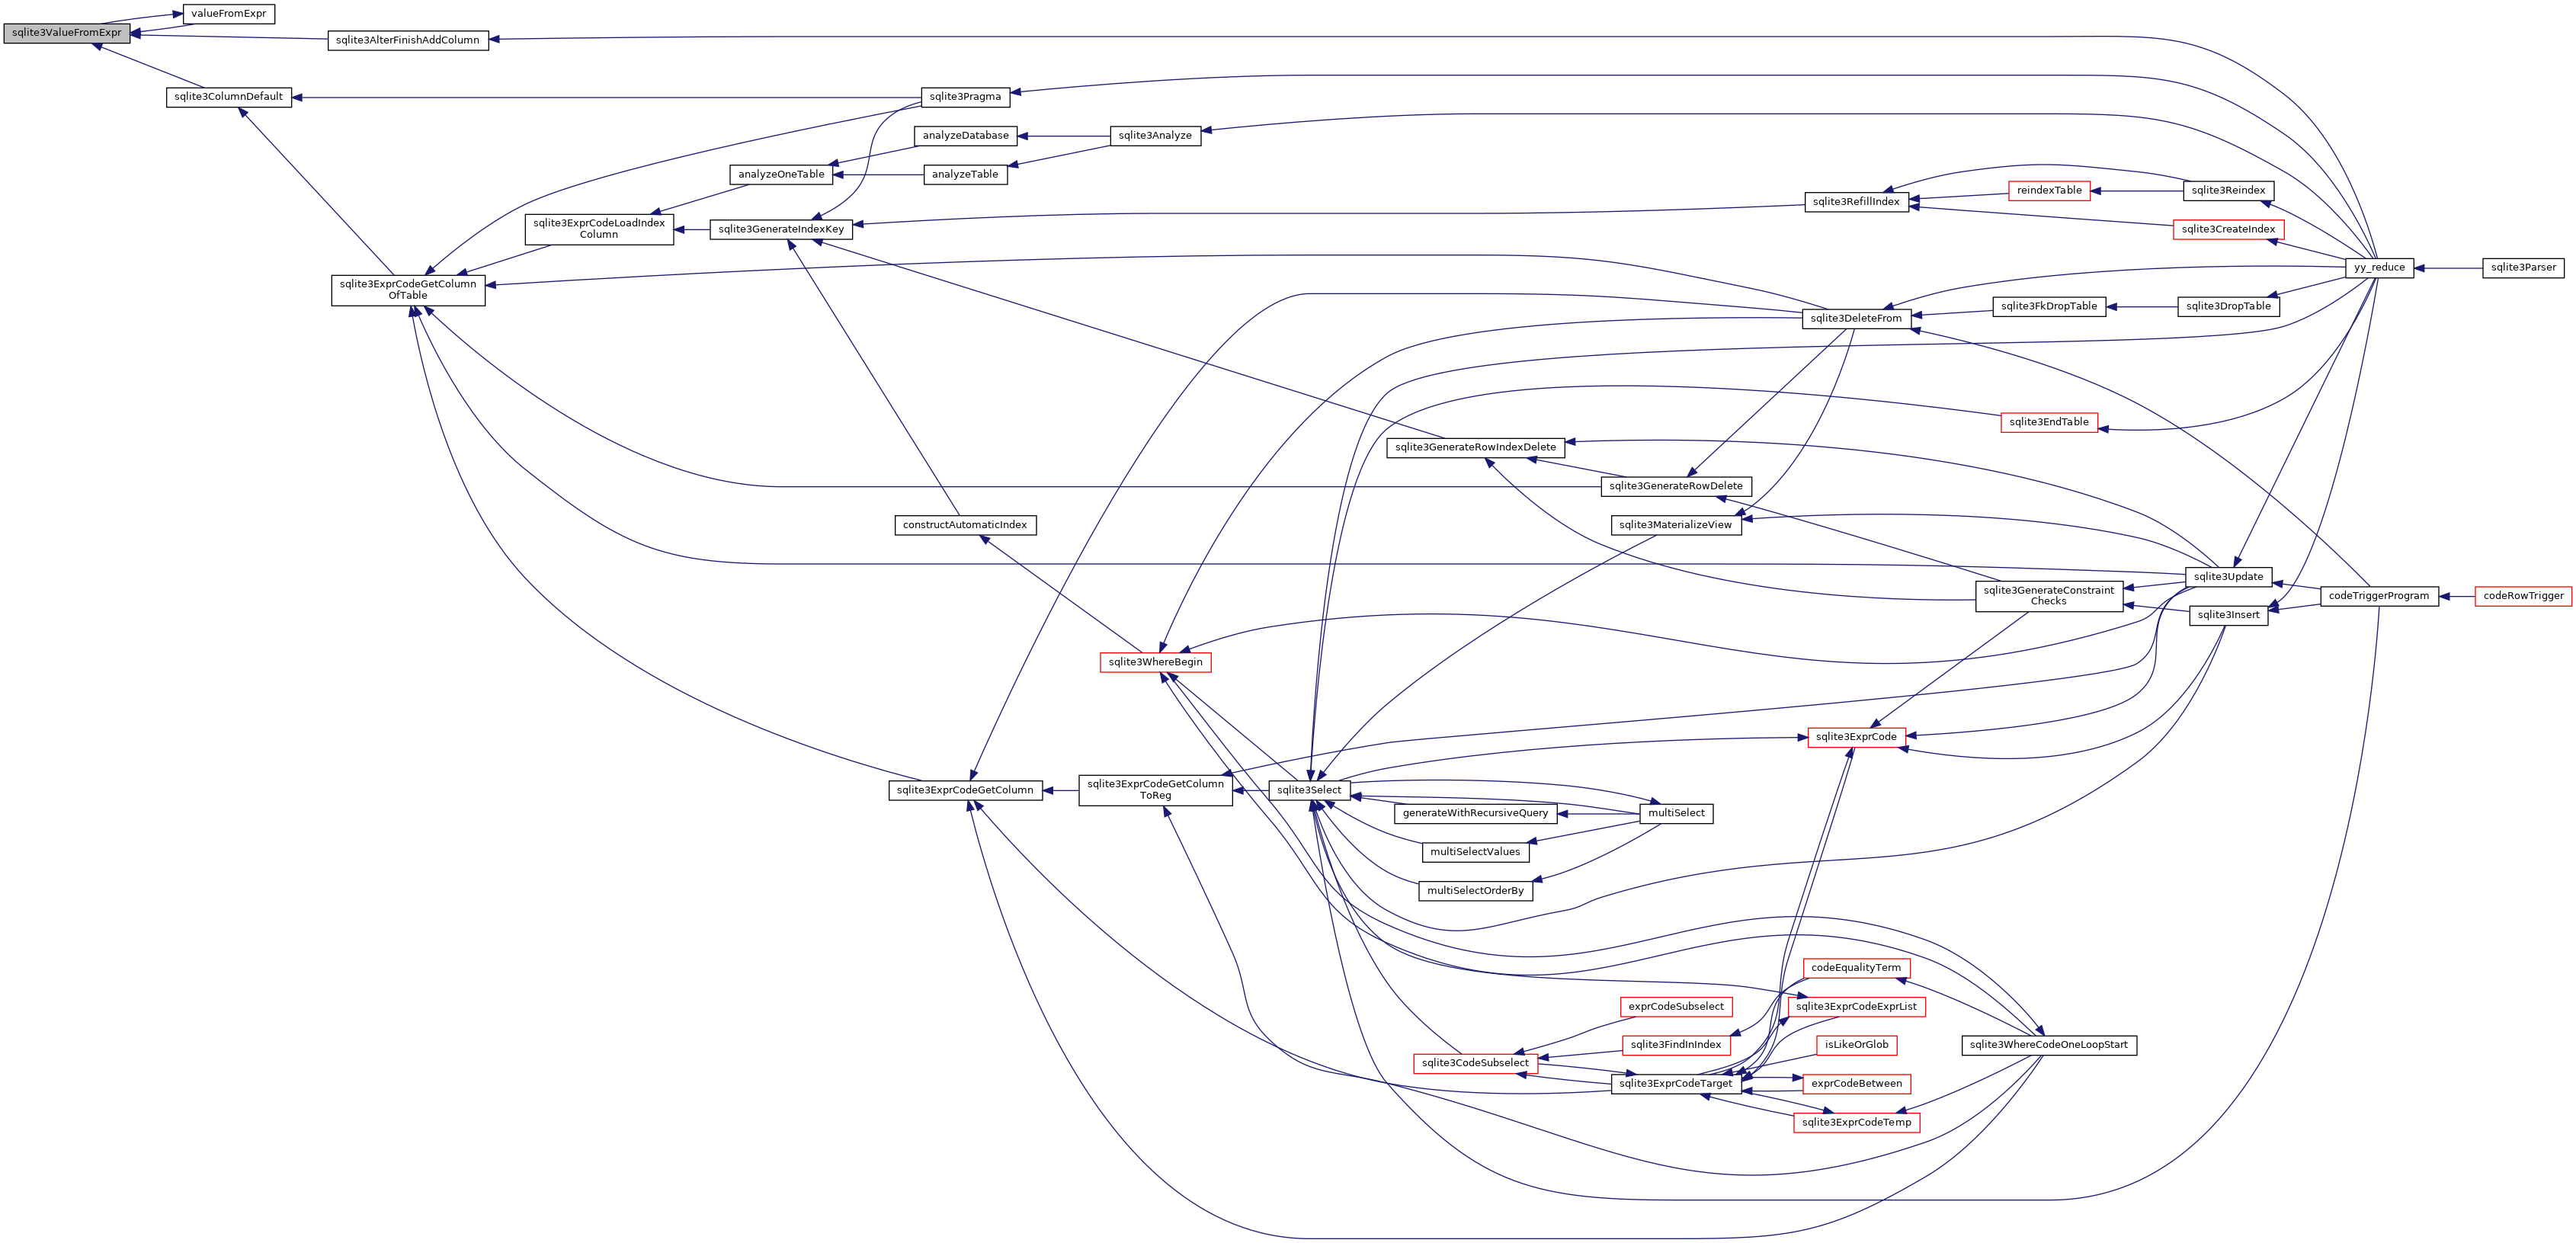 valueFromExpr
sqlite3ValueFromExpr
sqlite3AlterFinishAddColumn
sqlite3ColumnDefault
sqlite3Pragma
analyzeDatabase
sqlite3Analyze
analyzeOneTable
analyzeTable
reindexTable
sqlite3Reindex
sqlite3RefillIndex
sqlite3ExprCodeLoadIndex
Column
sqlite3GenerateIndexKey
sqlite3CreateIndex
yy_reduce
sqlite3Parser
sqlite3ExprCodeGetColumn
OfTable
sqlite3FkDropTable
sqlite3DropTable
sqlite3DeleteFrom
sqlite3EndTable
sqlite3GenerateRowIndexDelete
sqlite3GenerateRowDelete
constructAutomaticIndex
sqlite3MaterializeView
sqlite3Update
sqlite3GenerateConstraint
Checks
codeTriggerProgram
codeRowTrigger
sqlite3Insert
sqlite3WhereBegin
sqlite3ExprCode
sqlite3ExprCodeGetColumn
sqlite3ExprCodeGetColumn
ToReg
sqlite3Select
generateWithRecursiveQuery
multiSelect
multiSelectValues
multiSelectOrderBy
codeEqualityTerm
exprCodeSubselect
sqlite3ExprCodeExprList
sqlite3FindInIndex
isLikeOrGlob
sqlite3WhereCodeOneLoopStart
sqlite3CodeSubselect
sqlite3ExprCodeTarget
exprCodeBetween
sqlite3ExprCodeTemp